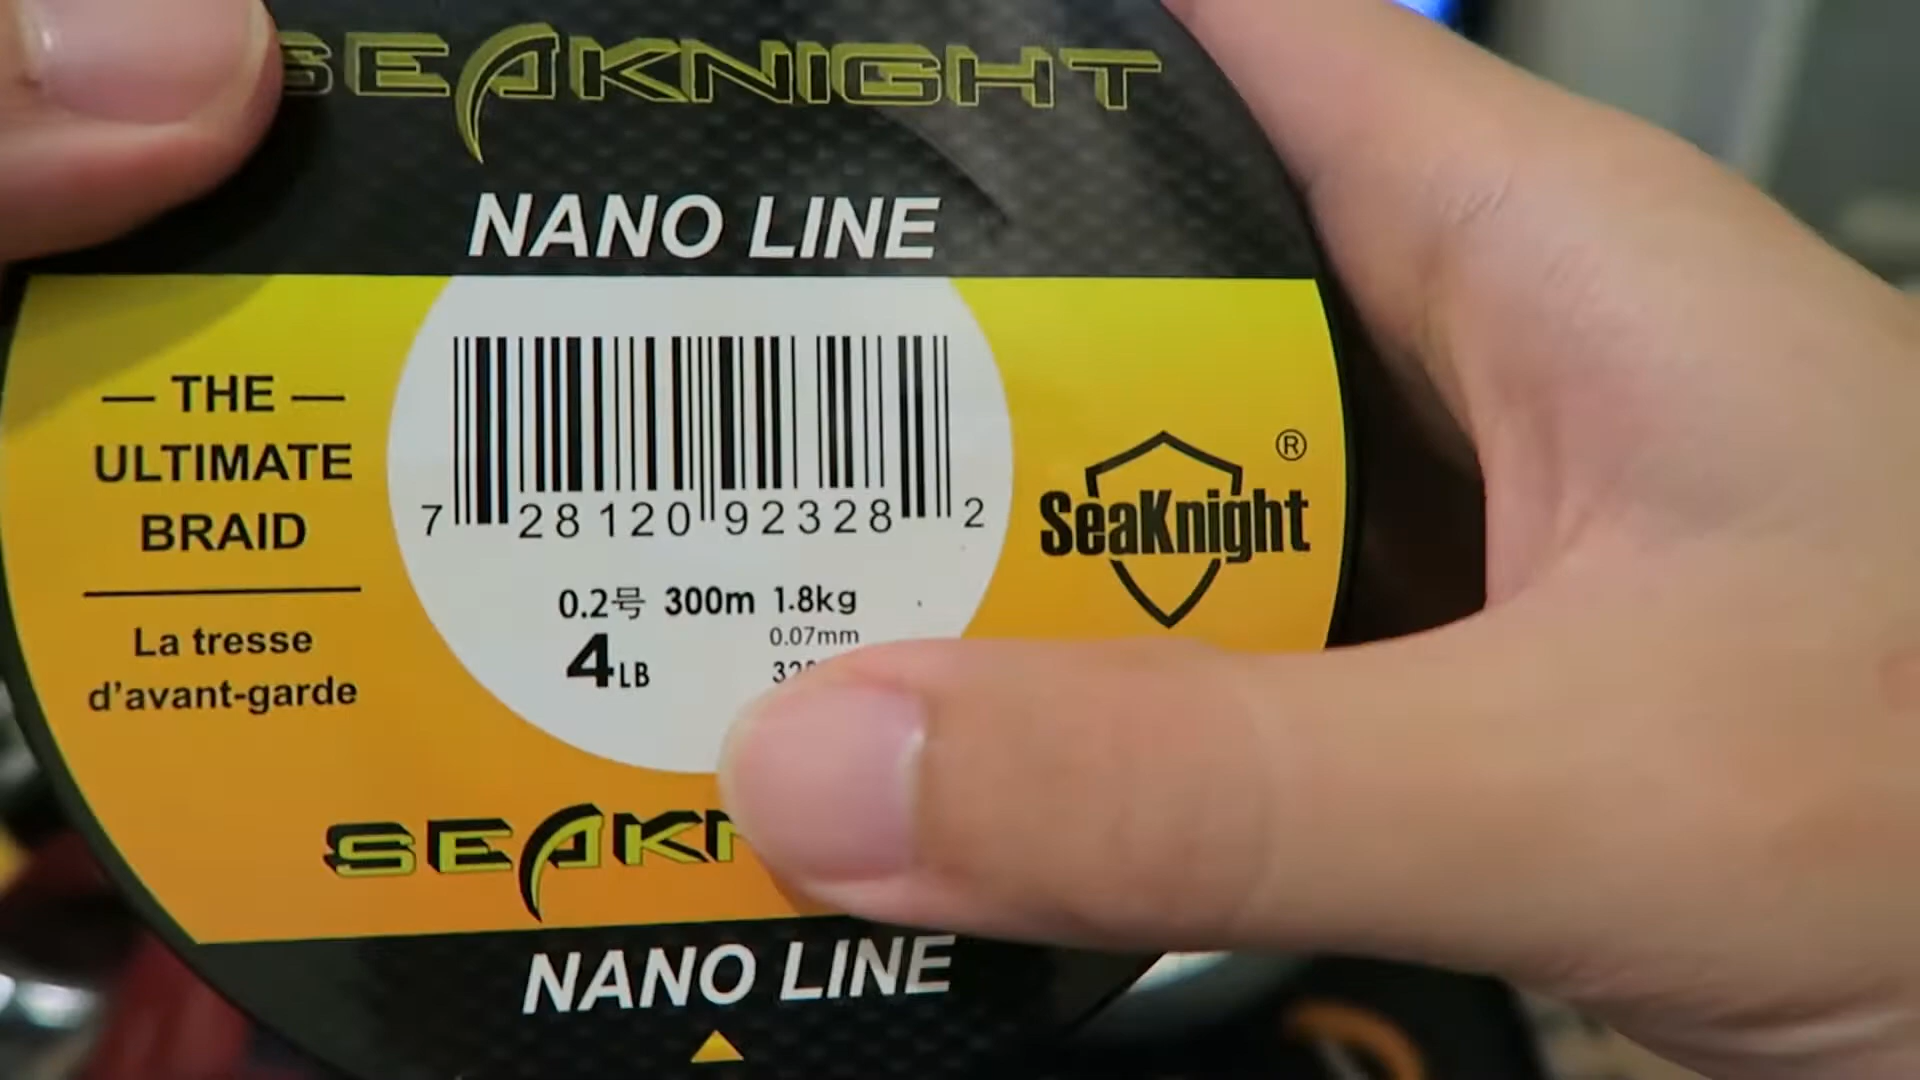 SEAKNIGHT
NANO LINE
— THE —
ULTIMATE
BRAID
La tresse
d'avant-garde
7 28120 92328 2
0.2号 300m 1.8kg
0.07mm
4LB
®
SeaKnight
NANO LINE